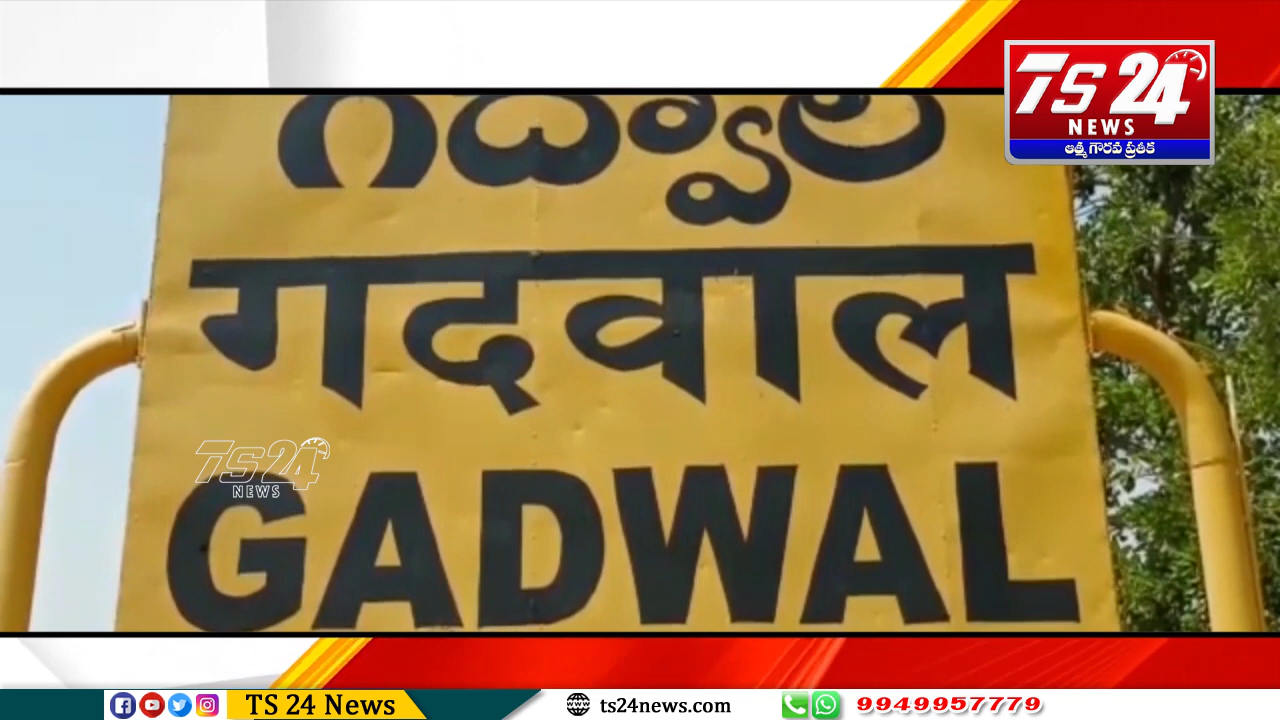 TS 24
NEWS
ఆత్మ గౌరవ ప్రతీక
గద్వాల
गदवाल
TS 24
NEWS
GADWAL
TS 24 News
ts24news.com
9949957779